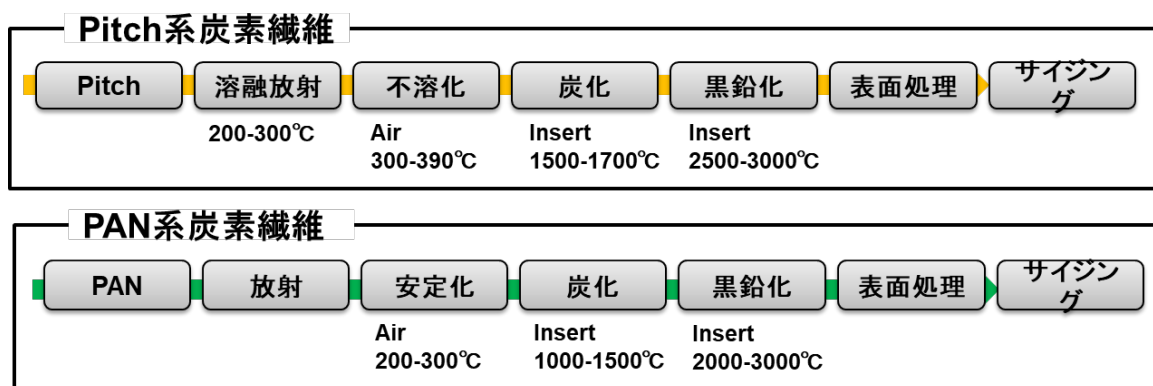 Pitch系炭素繊維
Pitch
溶融放射
不溶化
炭化
黒鉛化
表面処理
サイジン
グ
200-300℃
Air
300-390℃
Insert
1500-1700℃
Insert
2500-3000℃
PAN系炭素繊維
PAN
放射
安定化
炭化
黒鉛化
表面処理
サイジン
グ
Air
200-300℃
Insert
1000-1500℃
Insert
2000-3000℃